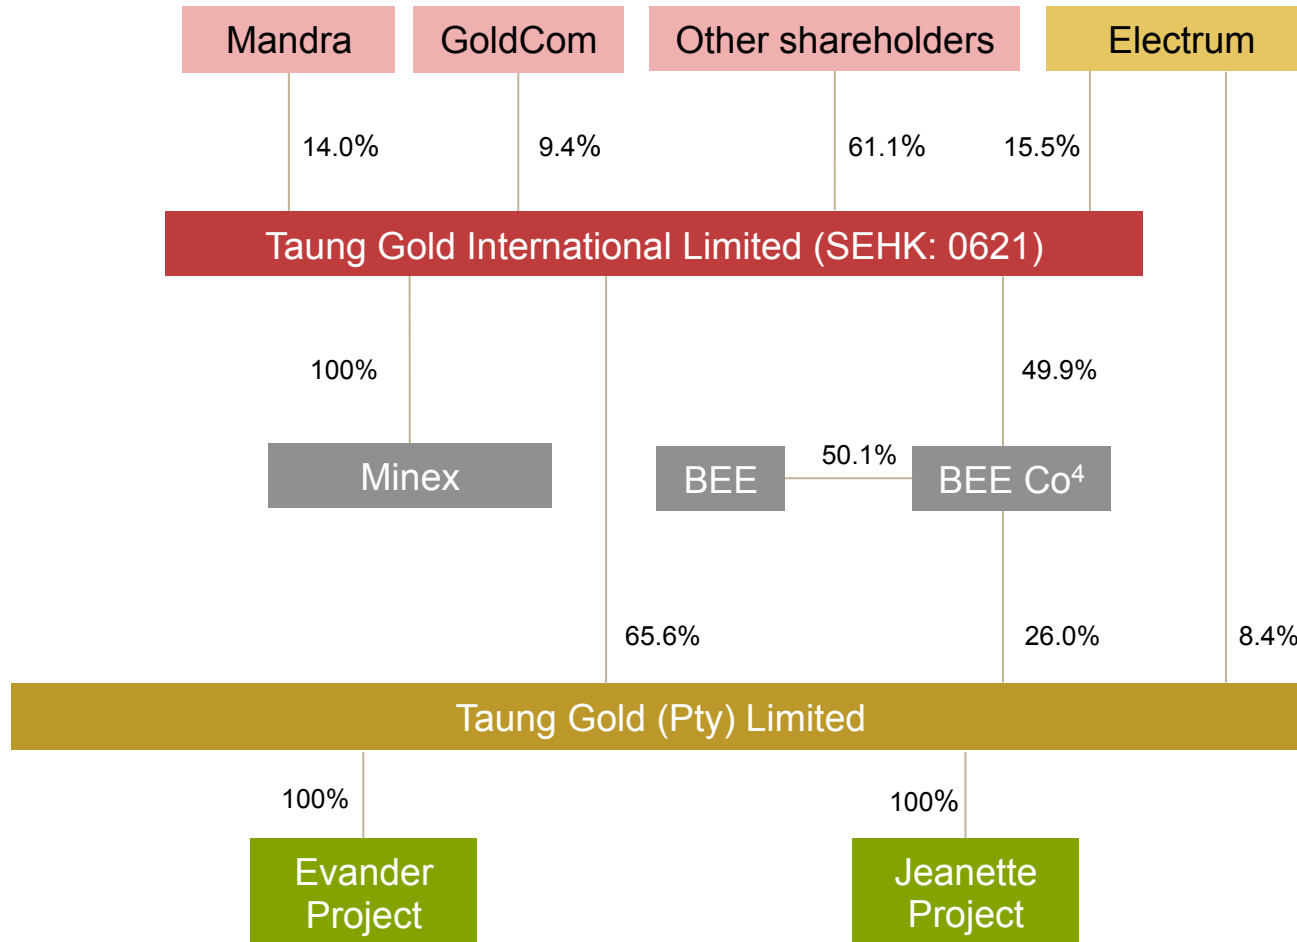 Mandra
GoldCom
Other shareholders
Electrum
14.0%
9.4%
61.1%
15.5%
Taung Gold International Limited (SEHK: 0621)
100%
49.9%
Minex
BEE
50.1%
BEE Co⁴
65.6%
26.0%
8.4%
Taung Gold (Pty) Limited
100%
100%
Evander
Project
Jeanette
Project